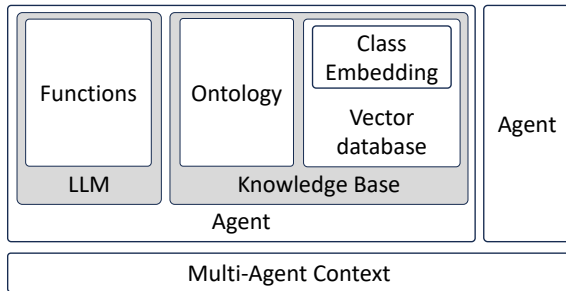 Functions
LLM
Ontology
Class
Embedding
Vector
database
Knowledge Base
Agent
Agent
Multi-Agent Context